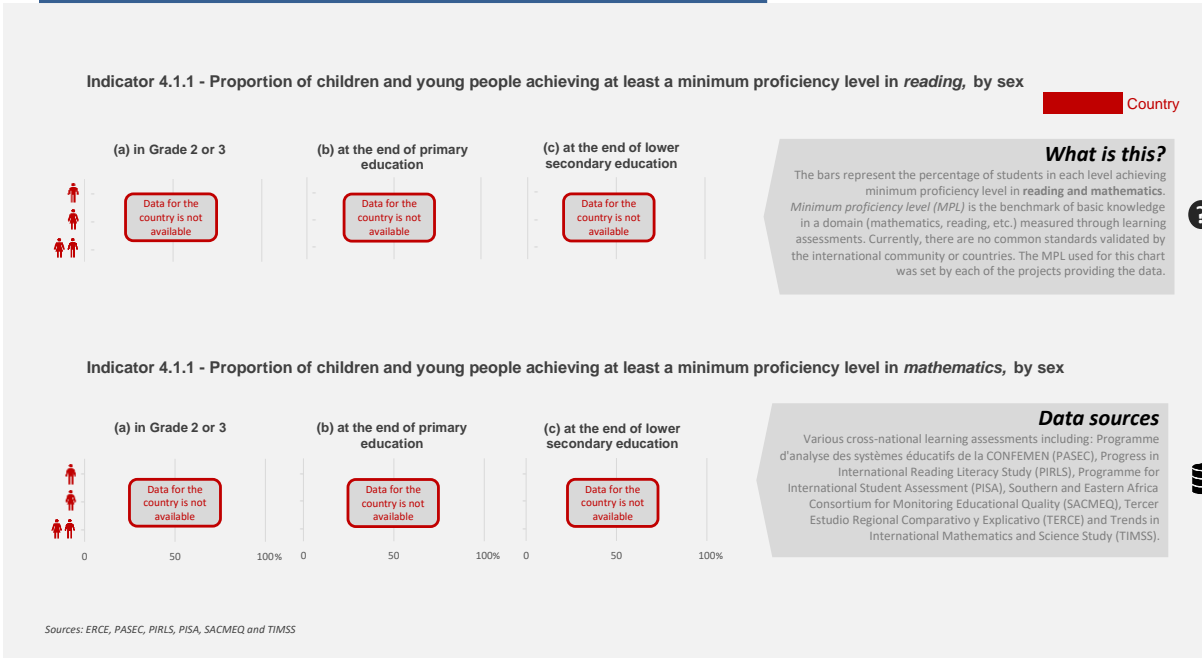 Indicator 4.1.1 - Proportion of children and young people achieving at least a minimum proficiency level in reading, by sex
Country
(a) in Grade 2 or 3
(b) at the end of primary
education
(c) at the end of lower
secondary education
Data for the
country is not
available
Data for the
country is not
available
Data for the
country is not
available
What is this?
The bars represent the percentage of students in each level achieving
minimum proficiency level in reading and mathematics.
Minimum proficiency level (MPL) is the benchmark of basic knowledge
in a domain (mathematics, reading, etc.) measured through learning
assessments. Currently, there are no common standards validated by
the international community or countries. The MPL used for this chart
was set by each of the projects providing the data.
?
Indicator 4.1.1 - Proportion of children and young people achieving at least a minimum proficiency level in mathematics, by sex
(a) in Grade 2 or 3
(b) at the end of primary
education
(c) at the end of lower
secondary education
Data for the
country is not
available
Data for the
country is not
available
Data for the
country is not
available
0 50 100% 0 50 100% 0 50 100%
Data sources
Various cross-national learning assessments including: Programme
d'analyse des systèmes éducatifs de la CONFEMEN (PASEC), Progress in
International Reading Literacy Study (PIRLS), Programme for
International Student Assessment (PISA), Southern and Eastern Africa
Consortium for Monitoring Educational Quality (SACMEQ), Tercer
Estudio Regional Comparativo y Explicativo (TERCE) and Trends in
International Mathematics and Science Study (TIMSS).
Sources: ERCE, PASEC, PIRLS, PISA, SACMEQ and TIMSS